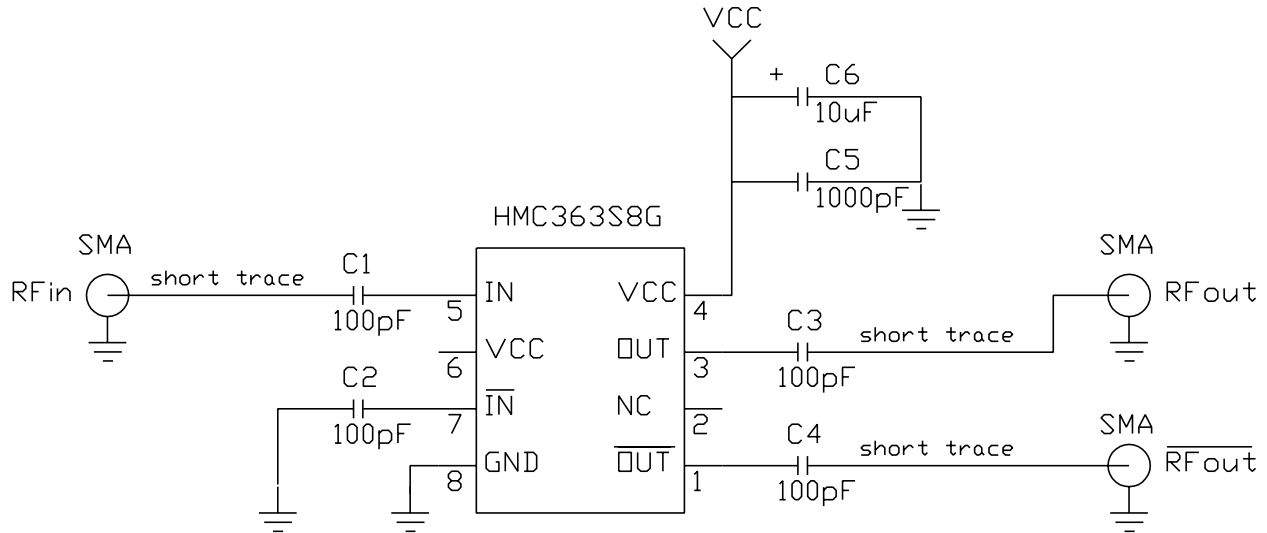 VCC
+
C6
10uF
C5
1000pF
HMC363S8G
SMA
RFin
short trace
C1
100pF
5
IN
VCC
4
C3
100pF
short trace
SMA
RFout
6
VCC
OUT
3
C2
100pF
7
IN
NC
2
C4
100pF
short trace
SMA
RFout
8
GND
OUT
1